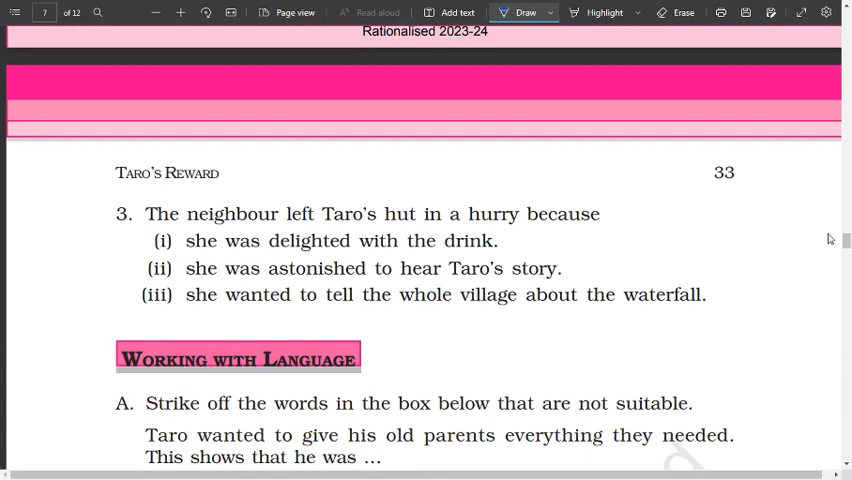 7 of 12 Page view Read aloud Add text Draw Highlight Erase
Rationalised 2023-24
TARO'S REWARD 33
3. The neighbour left Taro's hut in a hurry because
(i) she was delighted with the drink.
(ii) she was astonished to hear Taro's story.
(iii) she wanted to tell the whole village about the waterfall.
WORKING WITH LANGUAGE
A. Strike off the words in the box below that are not suitable.
Taro wanted to give his old parents everything they needed.
This shows that he was ...